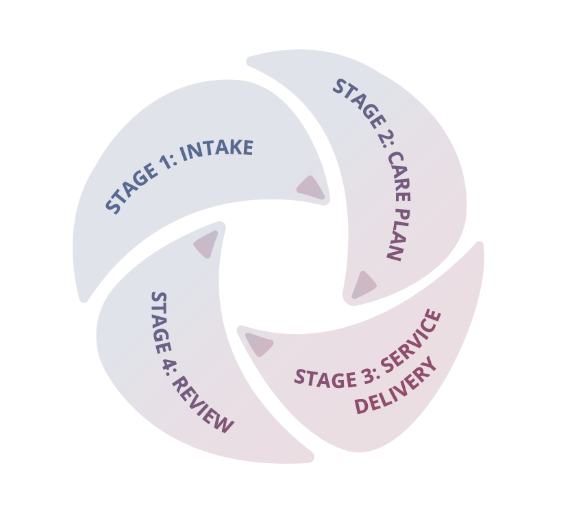 STAGE 1: INTAKE
STAGE 2: CARE PLAN
STAGE 3: SERVICE
DELIVERY
STAGE 4: REVIEW